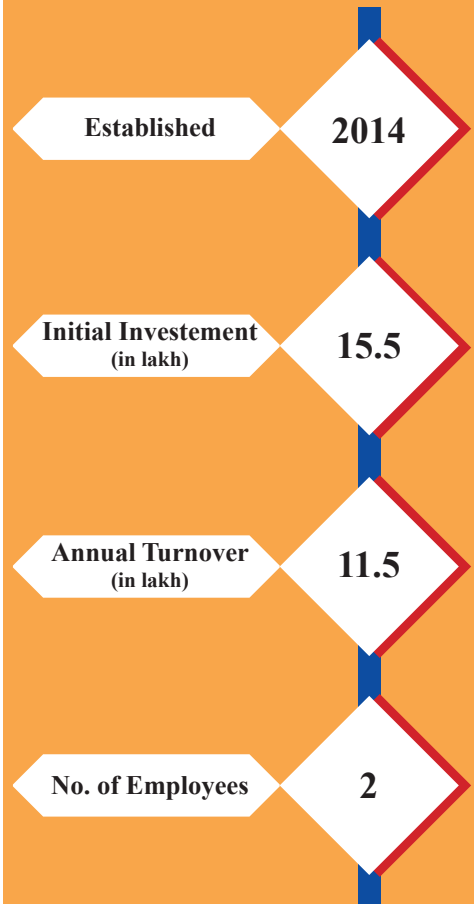 Established
2014
Initial Investement
(in lakh)
15.5
Annual Turnover
(in lakh)
11.5
No. of Employees
2